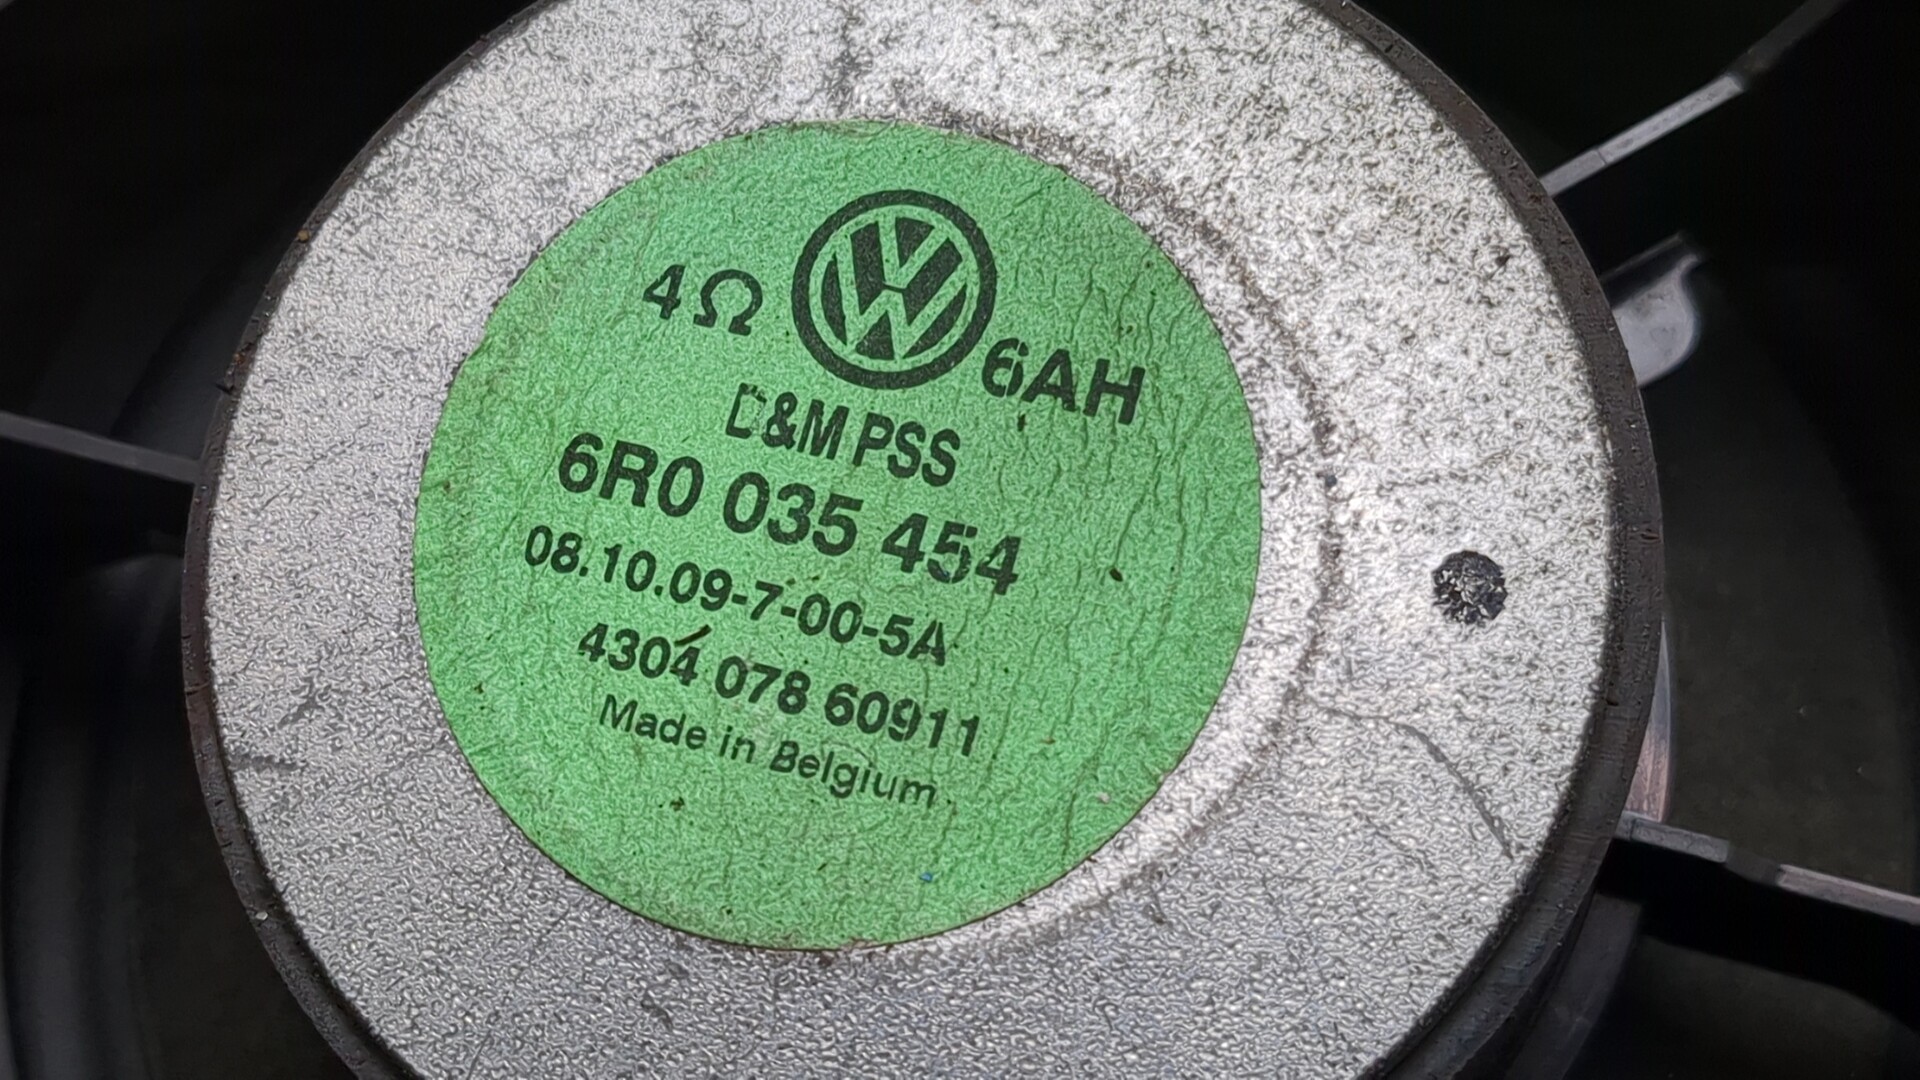 4Ω VW 6AH
D&M PSS
6R0 035 454
08.10.09-7-00-5A
4304 078 60911
Made in Belgium